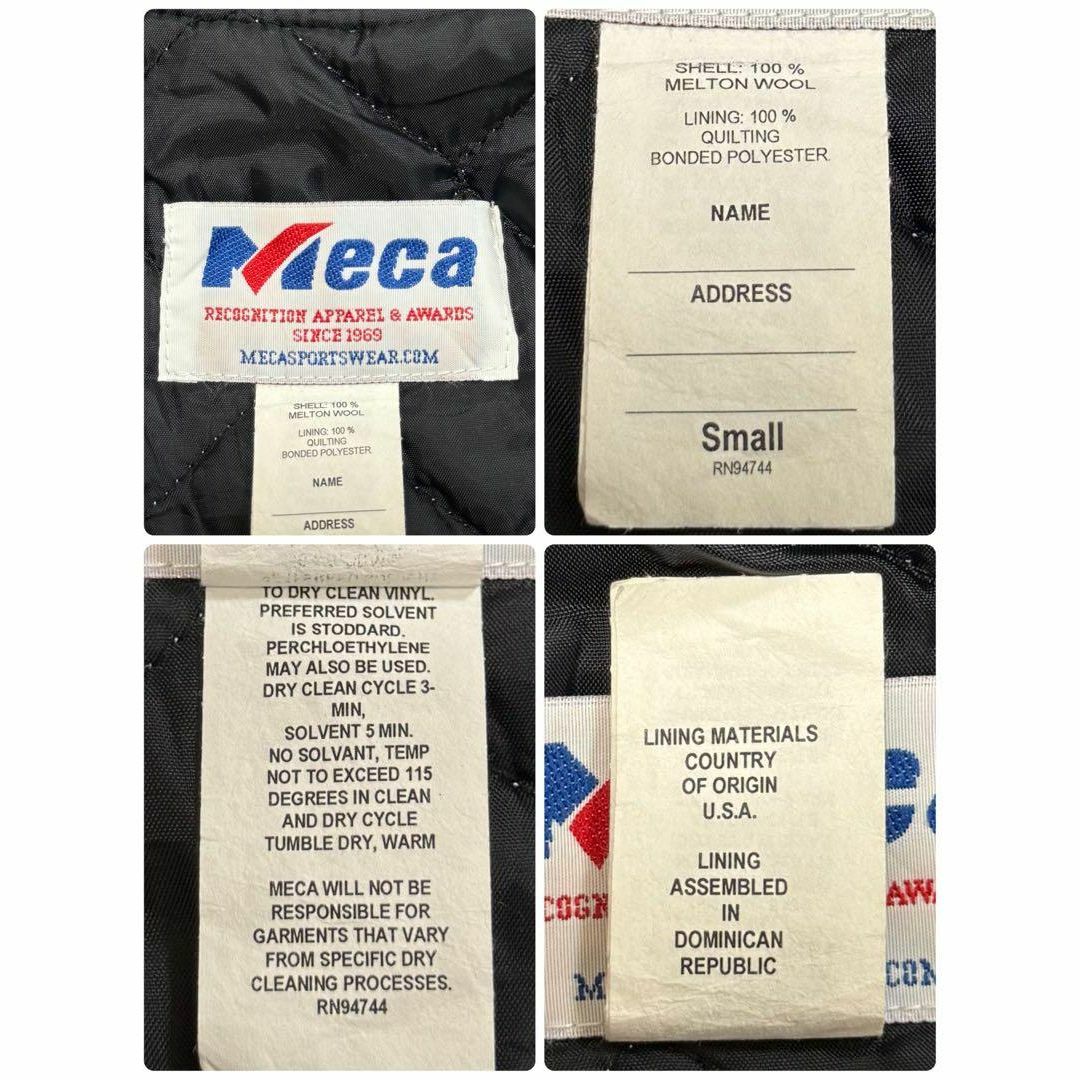 Meca
RECOGNITION APPAREL & AWARDS
SINCE 1969
MECASPORTSWEAR.COM
SHELL: 100 %
MELTON WOOL
LINING: 100 %
QUILTING
BONDED POLYESTER
NAME
ADDRESS
SHELL: 100 %
MELTON WOOL
LINING: 100 %
QUILTING
BONDED POLYESTER
NAME
ADDRESS
Small
RN94744
TO DRY CLEAN VINYL.
PREFERRED SOLVENT
IS STODDARD.
PERCHLOETHYLENE
MAY ALSO BE USED.
DRY CLEAN CYCLE 3-
MIN,
SOLVENT 5 MIN.
NO SOLVANT, TEMP
NOT TO EXCEED 115
DEGREES IN CLEAN
AND DRY CYCLE
TUMBLE DRY, WARM
MECA WILL NOT BE
RESPONSIBLE FOR
GARMENTS THAT VARY
FROM SPECIFIC DRY
CLEANING PROCESSES.
RN94744
LINING MATERIALS
COUNTRY
OF ORIGIN
U.S.A.
LINING
ASSEMBLED
IN
DOMINICAN
REPUBLIC